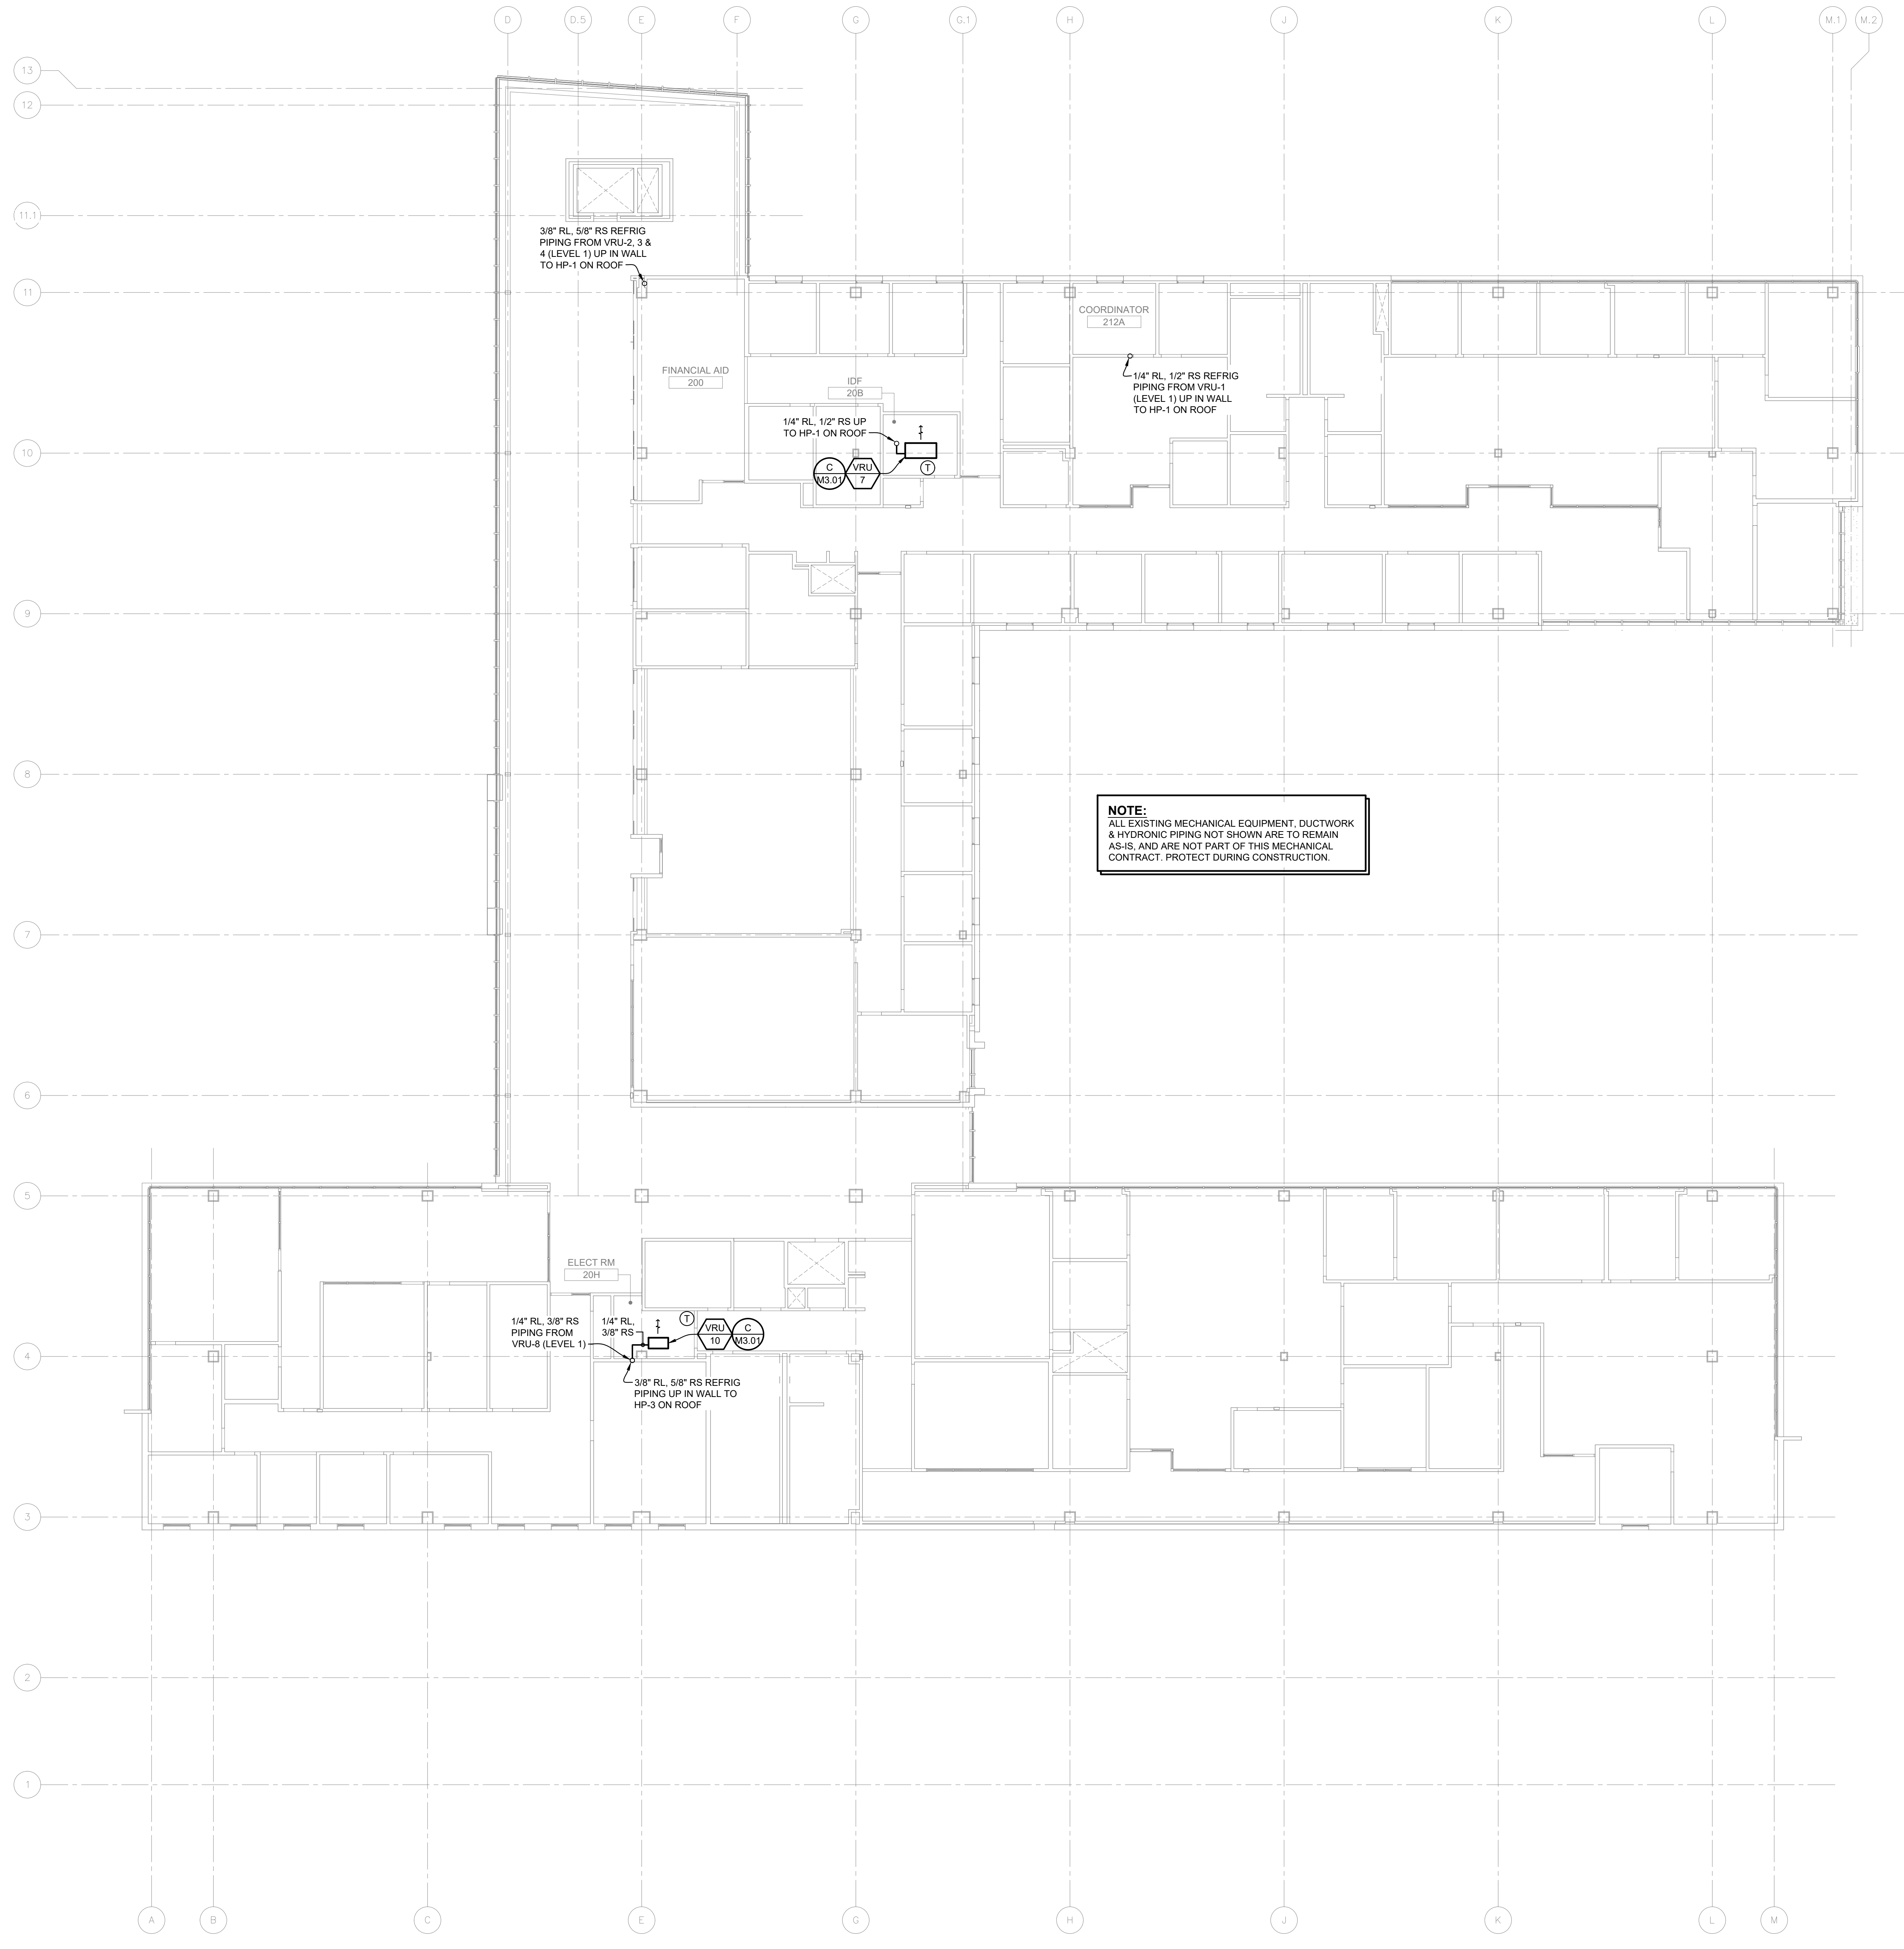 D
D.5
E
F
G
G.1
H
J
K
L
M.1
M.2
13
12
11.1
3/8" RL, 5/8" RS REFRIG
PIPING FROM VRU-2, 3 &
4 (LEVEL 1) UP IN WALL
TO HP-1 ON ROOF
11
COORDINATOR
212A
FINANCIAL AID
200
IDF
20B
1/4" RL, 1/2" RS REFRIG
PIPING FROM VRU-1
(LEVEL 1) UP IN WALL
TO HP-1 ON ROOF
1/4" RL, 1/2" RS UP
TO HP-1 ON ROOF
10
C
M3.01
VRU
7
T
9
8
NOTE:
ALL EXISTING MECHANICAL EQUIPMENT, DUCTWORK
& HYDRONIC PIPING NOT SHOWN ARE TO REMAIN
AS-IS, AND ARE NOT PART OF THIS MECHANICAL
CONTRACT. PROTECT DURING CONSTRUCTION.
7
6
5
ELECT RM
20H
1/4" RL, 3/8" RS
PIPING FROM
VRU-8 (LEVEL 1)
1/4" RL,
3/8" RS
T
VRU
10
C
M3.01
4
3/8" RL, 5/8" RS REFRIG
PIPING UP IN WALL TO
HP-3 ON ROOF
3
2
1
A
B
C
E
G
H
J
K
L
M